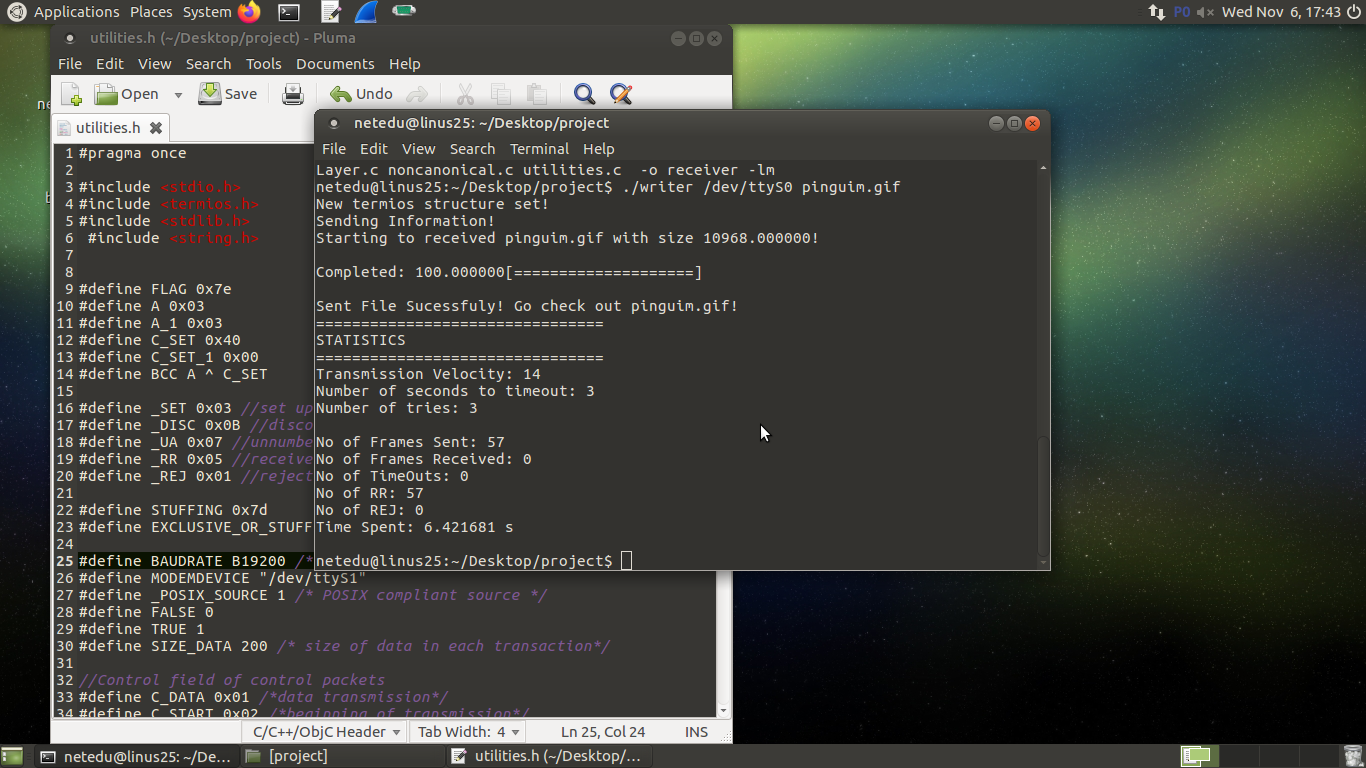 Applications Places System P0 Wed Nov 6, 17:43
utilities.h (~/Desktop/project) - Pluma
File Edit View Search Tools Documents Help
Open Save Undo
utilities.h
1 #pragma once
2
3 #include <stdio.h>
4 #include <termios.h>
5 #include <stdlib.h>
6 #include <string.h>
7
8
9 #define FLAG 0x7e
10 #define A 0x03
11 #define A_1 0x03
12 #define C_SET 0x40
13 #define C_SET_1 0x00
14 #define BCC A ^ C_SET
15
16 #define _SET 0x03 //set up
17 #define _DISC 0x0B //disco
18 #define _UA 0x07 //unnumbe
19 #define _RR 0x05 //receive
20 #define _REJ 0x01 //reject
21
22 #define STUFFING 0x7d
23 #define EXCLUSIVE_OR_STUFF
24
25 #define BAUDRATE B19200 /*
26 #define MODEMDEVICE "/dev/ttyS1"
27 #define _POSIX_SOURCE 1 /* POSIX compliant source */
28 #define FALSE 0
29 #define TRUE 1
30 #define SIZE_DATA 200 /* size of data in each transaction*/
31
32 //Control field of control packets
33 #define C_DATA 0x01 /*data transmission*/
34 #define C_START 0x02 /*beginning of transmission*/
C/C++/ObjC Header Tab Width: 4 Ln 25, Col 24 INS
netedu@linus25: ~/Desktop/project
File Edit View Search Terminal Help
Layer.c noncanonical.c utilities.c  -o receiver -lm
netedu@linus25:~/Desktop/project$ ./writer /dev/ttyS0 pinguim.gif
New termios structure set!
Sending Information!
Starting to received pinguim.gif with size 10968.000000!
Completed: 100.000000[====================]
Sent File Sucessfuly! Go check out pinguim.gif!
================================
STATISTICS
================================
Transmission Velocity: 14
Number of seconds to timeout: 3
Number of tries: 3
No of Frames Sent: 57
No of Frames Received: 0
No of TimeOuts: 0
No of RR: 57
No of REJ: 0
Time Spent: 6.421681 s
netedu@linus25:~/Desktop/project$
netedu@linus25: ~/De... [project] utilities.h (~/Desktop/...